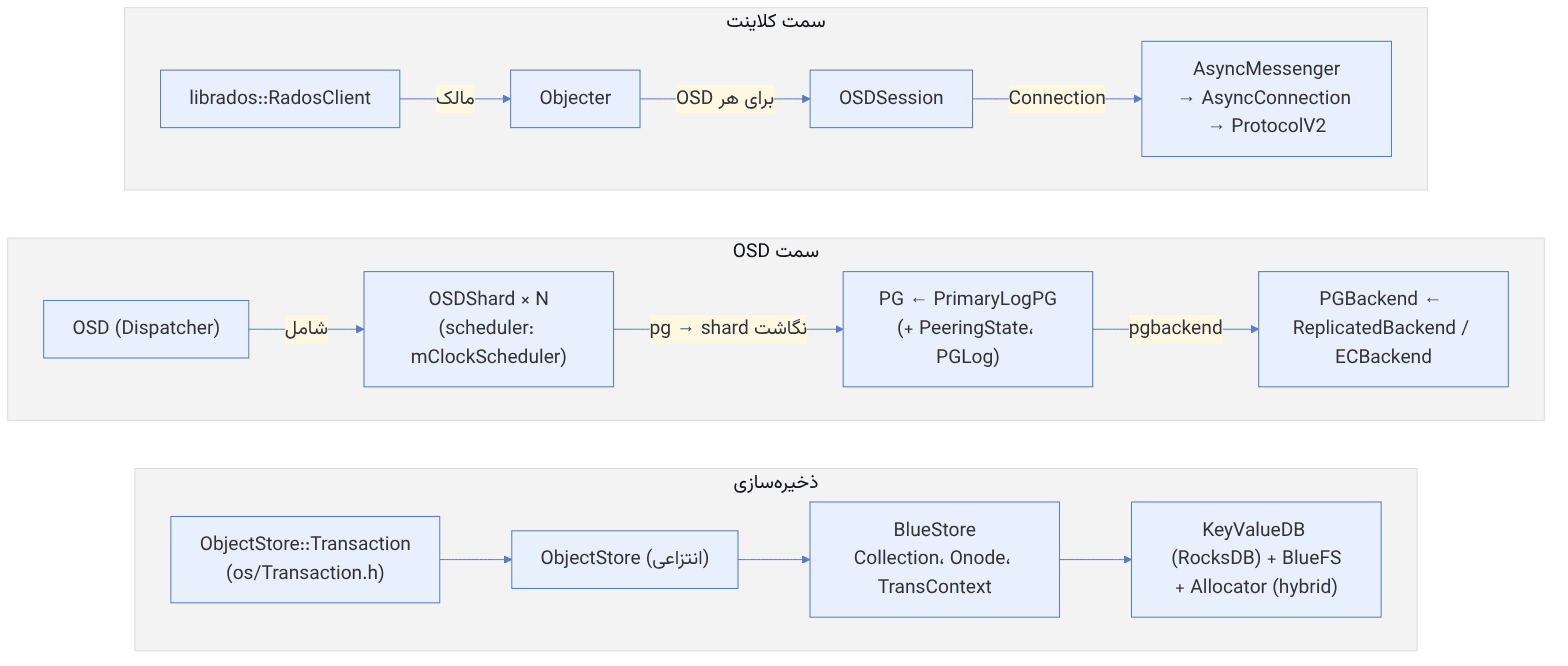 سمت کلاینت
librados::RadosClient
مالک
Objecter
برای هر OSD
OSDSession
Connection
AsyncMessenger
→ AsyncConnection
→ ProtocolV2
سمت OSD
OSD (Dispatcher)
شامل
OSDShard × N
(scheduler:
mClockScheduler)
نگاشت pg → shard
PG ← PrimaryLogPG
(+ PeeringState،
PGLog)
pgbackend
PGBackend ←
ReplicatedBackend /
ECBackend
ذخیره‌سازی
ObjectStore::Transaction
(os/Transaction.h)
ObjectStore (انتزاعی)
BlueStore
Collection، Onode،
TransContext
KeyValueDB
(RocksDB) + BlueFS
+ Allocator (hybrid)